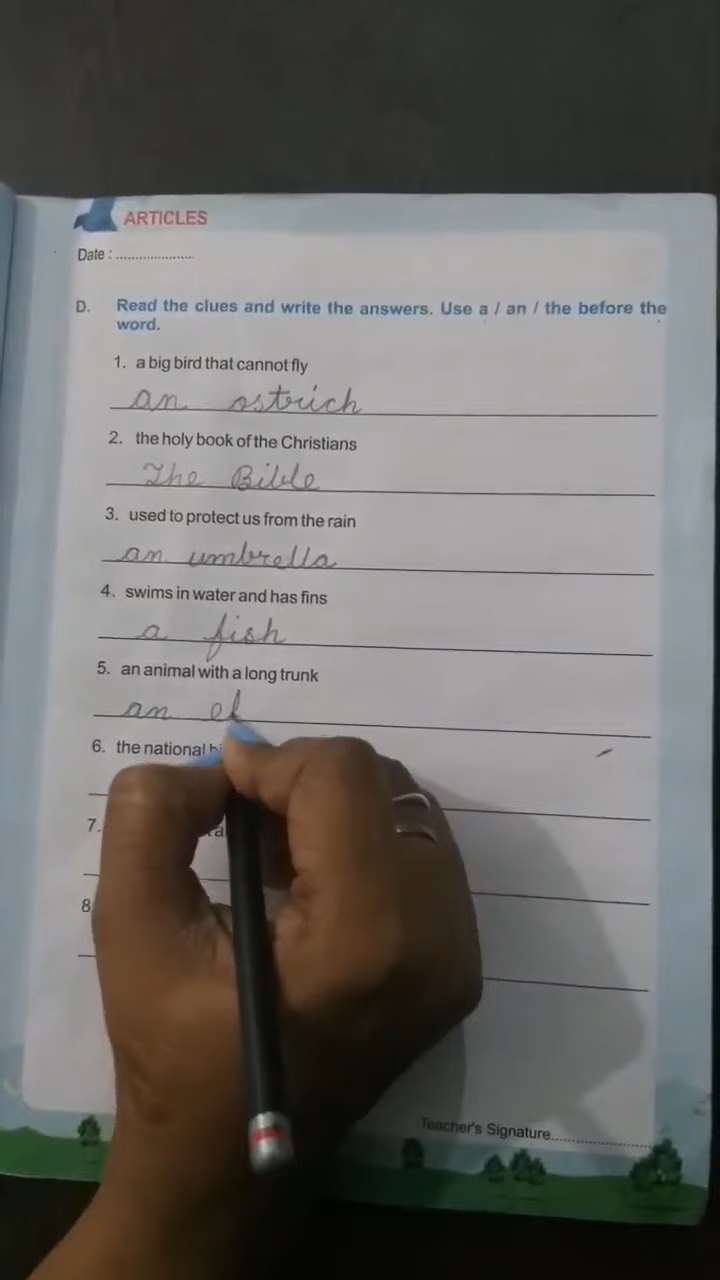 ARTICLES
Date : ....................
D. Read the clues and write the answers. Use a / an / the before the
word.
1. a big bird that cannot fly
an ostrich
2. the holy book of the Christians
The Bible
3. used to protect us from the rain
an umbrella
4. swims in water and has fins
a fish
5. an animal with a long trunk
an el
6. the national
7.
8
Teacher's Signature..........................